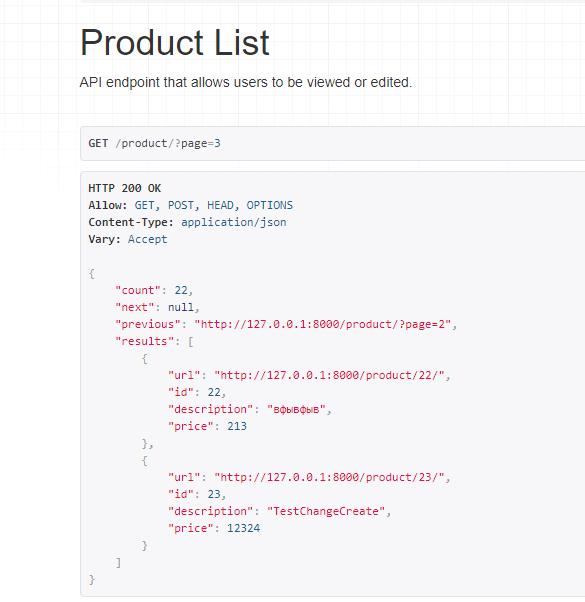 Product List
API endpoint that allows users to be viewed or edited.
GET /product/?page=3
HTTP 200 OK
Allow: GET, POST, HEAD, OPTIONS
Content-Type: application/json
Vary: Accept
{
"count": 22,
"next": null,
"previous": "http://127.0.0.1:8000/product/?page=2",
"results": [
{
"url": "http://127.0.0.1:8000/product/22/",
"id": 22,
"description": "вфывфыв",
"price": 213
},
{
"url": "http://127.0.0.1:8000/product/23/",
"id": 23,
"description": "TestChangeCreate",
"price": 12324
}
]
}